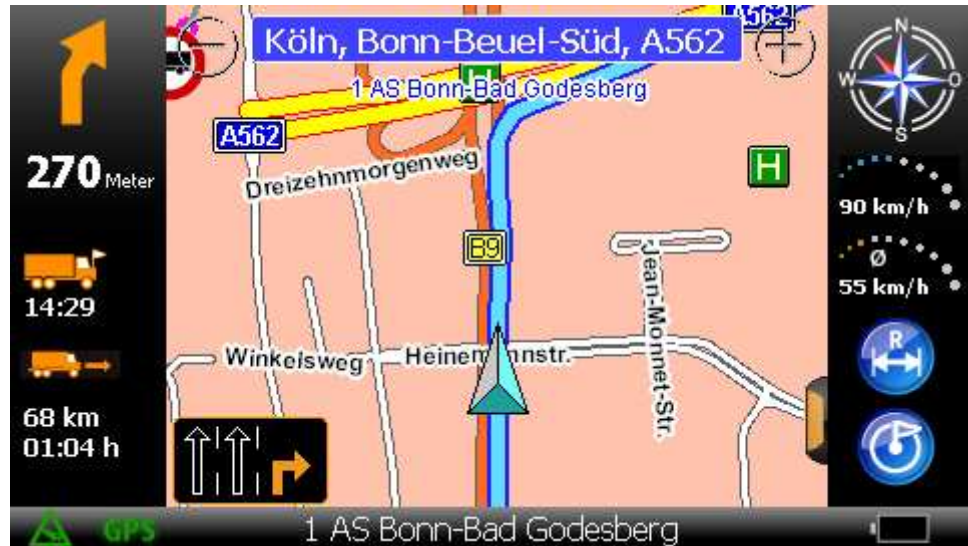 Köln, Bonn-Beuel-Süd, A562
A562
1 AS Bonn-Bad Godesberg
H
A562
Dreizehnmorgenweg
H
B9
Jean-Monnet-Str.
Winkelsweg
270 Meter
14:29
68 km
01:04 h
N
W
O
S
90 km/h
Ø
55 km/h
R
GPS
1 AS Bonn-Bad Godesberg